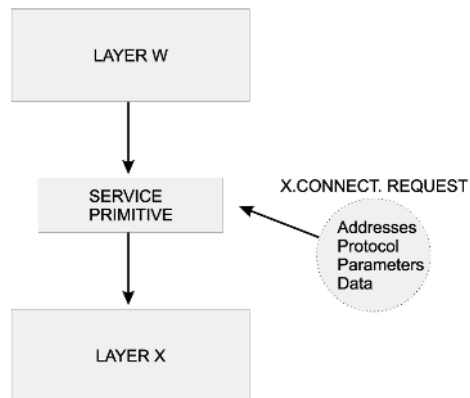 LAYER W
SERVICE
PRIMITIVE
X.CONNECT. REQUEST
Addresses
Protocol
Parameters
Data
LAYER X